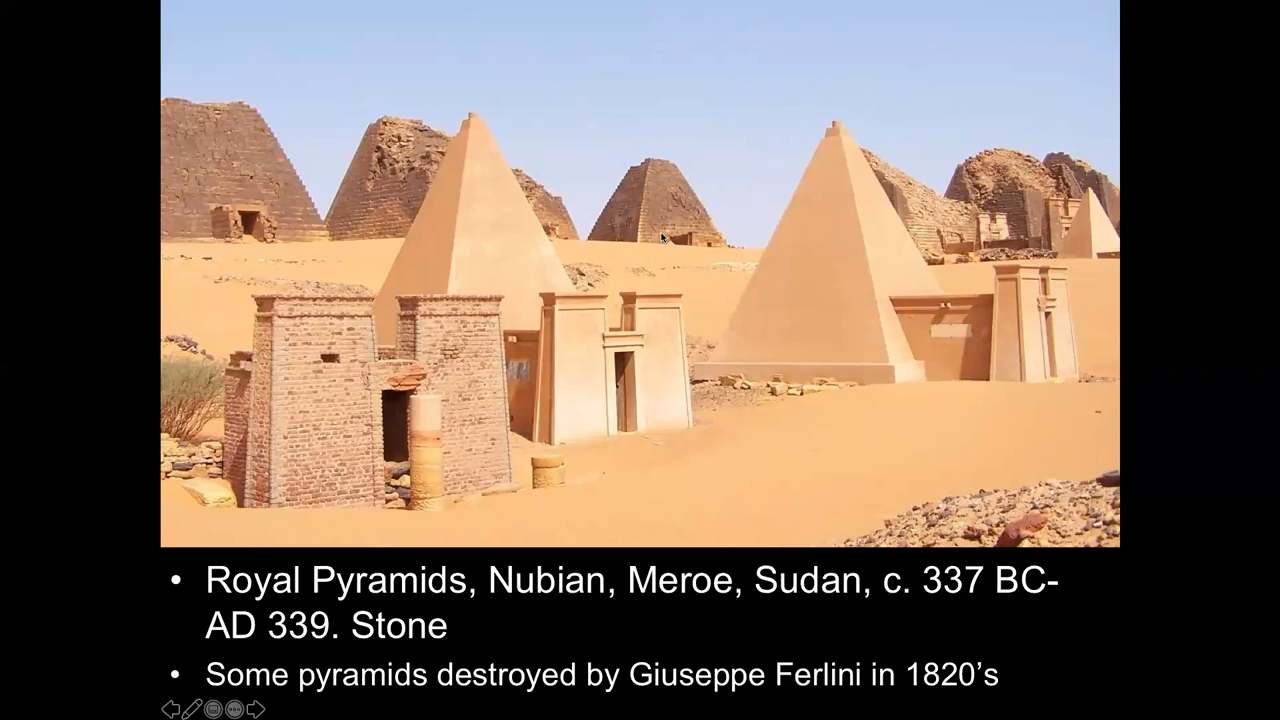 • Royal Pyramids, Nubian, Meroe, Sudan, c. 337 BC-
AD 339. Stone
• Some pyramids destroyed by Giuseppe Ferlini in 1820’s